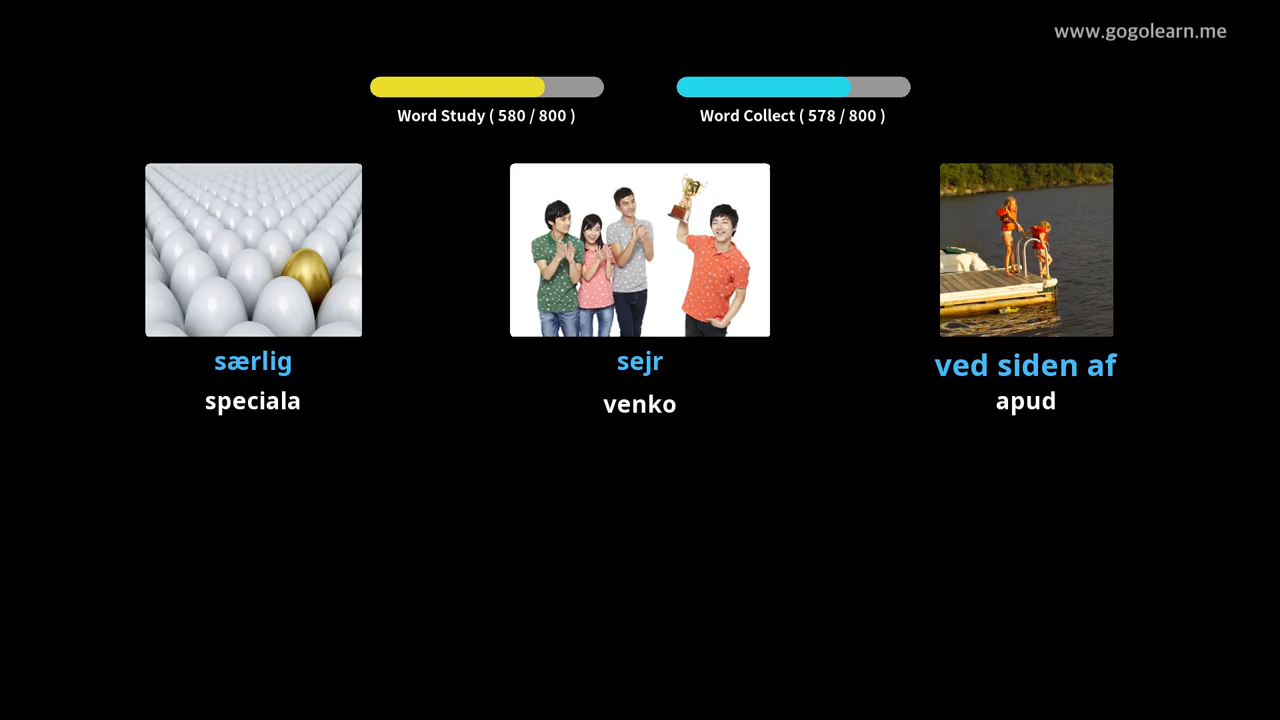 www.gogolearn.me
Word Study ( 580 / 800 )
Word Collect ( 578 / 800 )
særlig
speciala
sejr
venko
ved siden af
apud